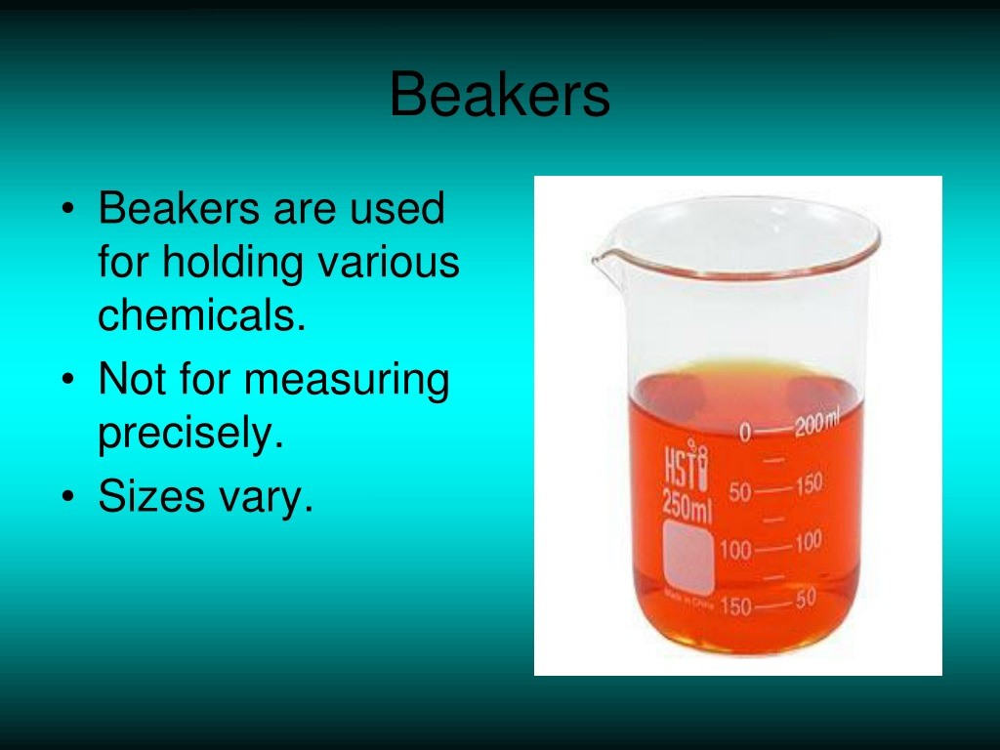 Beakers
• Beakers are used
for holding various
chemicals.
• Not for measuring
precisely.
• Sizes vary.
0 200ml
HST
250ml
50 150
100 100
150 50
Made in China